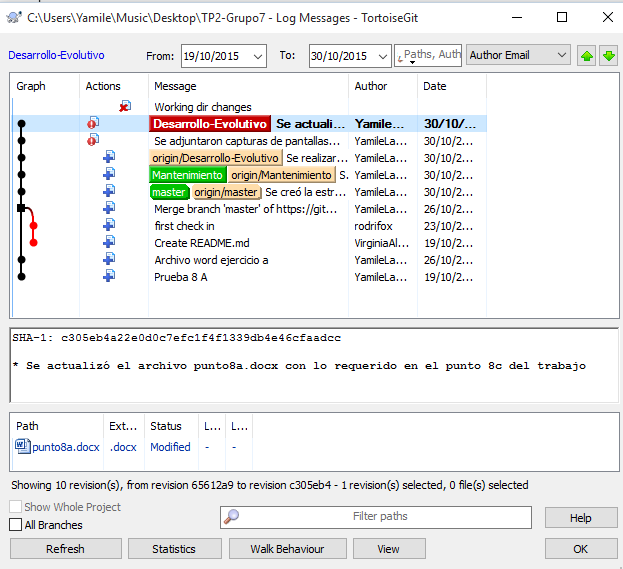 C:\Users\Yamile\Music\Desktop\TP2-Grupo7 - Log Messages - TortoiseGit
Desarrollo-Evolutivo From: 19/10/2015 To: 30/10/2015 Paths, Auth Author Email
Graph Actions Message Author Date
Working dir changes
Desarrollo-Evolutivo Se actuali... Yamile... 30/10/...
Se adjuntaron capturas de pantallas... YamileLa... 30/10/2...
origin/Desarrollo-Evolutivo Se realizar... YamileLa... 30/10/2...
Mantenimiento origin/Mantenimiento S... YamileLa... 30/10/2...
master origin/master Se creó la estr... YamileLa... 30/10/2...
Merge branch 'master' of https://git... YamileLa... 26/10/2...
first check in rodrifox 23/10/2...
Create README.md VirginiaAl... 19/10/2...
Archivo word ejercicio a YamileLa... 26/10/2...
Prueba 8 A YamileLa... 19/10/2...
SHA-1: c305eb4a22e0d0c7efc1f4f1339db4e46cfaadcc
* Se actualizó el archivo punto8a.docx con lo requerido en el punto 8c del trabajo
Path Ext... Status L... L...
punto8a.docx .docx Modified - -
Showing 10 revision(s), from revision 65612a9 to revision c305eb4 - 1 revision(s) selected, 0 file(s) selected
Show Whole Project
All Branches
Filter paths
Help
Refresh Statistics Walk Behaviour View OK